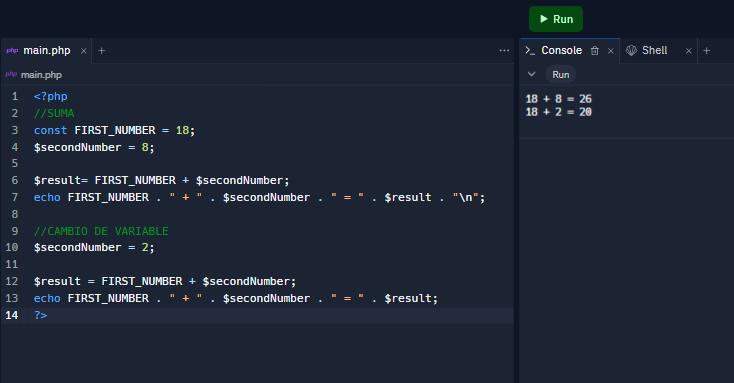 Run
php main.php × +
php main.php
1 <?php
2 //SUMA
3 const FIRST_NUMBER = 18;
4 $secondNumber = 8;
5
6 $result= FIRST_NUMBER + $secondNumber;
7 echo FIRST_NUMBER . " + " . $secondNumber . " = " . $result . "\n";
8
9 //CAMBIO DE VARIABLE
10 $secondNumber = 2;
11
12 $result = FIRST_NUMBER + $secondNumber;
13 echo FIRST_NUMBER . " + " . $secondNumber . " = " . $result;
14 ?>
Console × Shell × +
Run
18 + 8 = 26
18 + 2 = 20